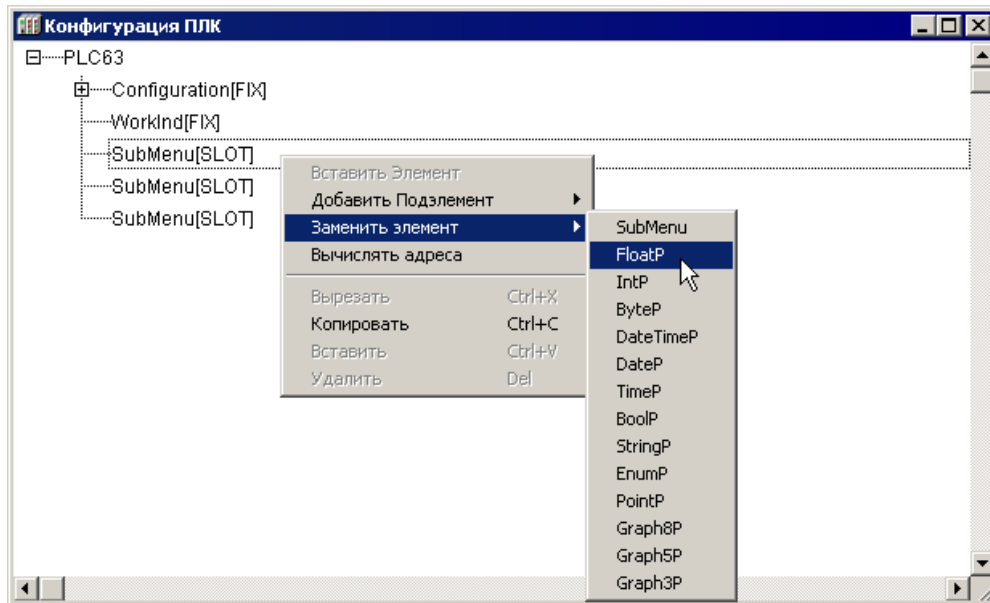 Конфигурация ПЛК
PLC63
Configuration[FIX]
WorkInd[FIX]
SubMenu[SLOT]
SubMenu[SLOT]
SubMenu[SLOT]
Вставить Элемент
Добавить Подэлемент
Заменить элемент
Вычислять адреса
Вырезать Ctrl+X
Копировать Ctrl+C
Вставить Ctrl+V
Удалить Del
SubMenu
FloatP
IntP
ByteP
DateTimeP
DateP
TimeP
BoolP
StringP
EnumP
PointP
Graph8P
Graph5P
Graph3P